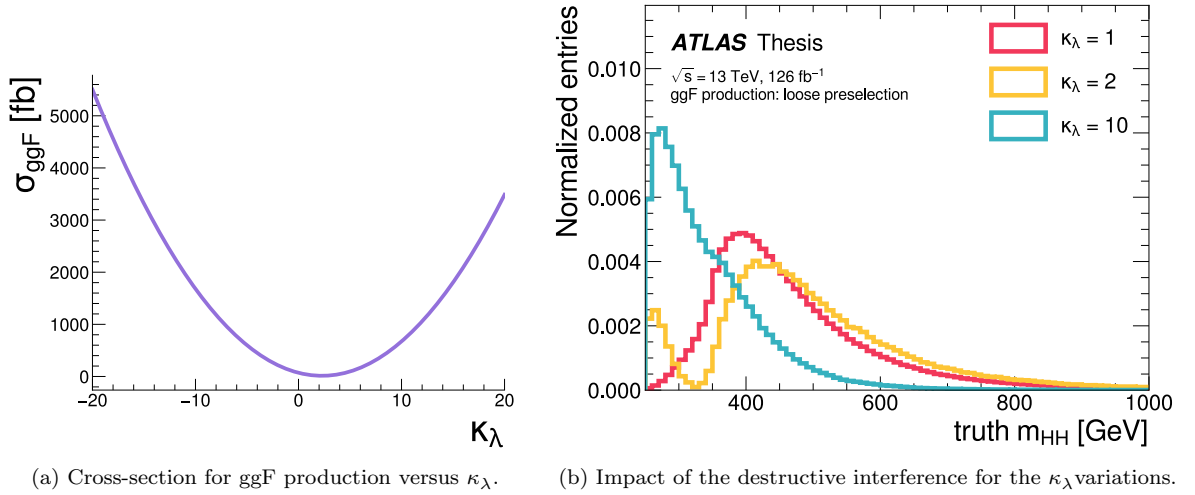 σggF [fb]
5000
4000
3000
2000
1000
0
−20
−10
0
10
20
κλ
(a) Cross-section for ggF production versus κλ.
Normalized entries
0.010
0.008
0.006
0.004
0.002
0.000
ATLAS Thesis
√s = 13 TeV, 126 fb⁻¹
ggF production: loose preselection
κλ = 1
κλ = 2
κλ = 10
400
600
800
1000
truth mHH [GeV]
(b) Impact of the destructive interference for the κλvariations.